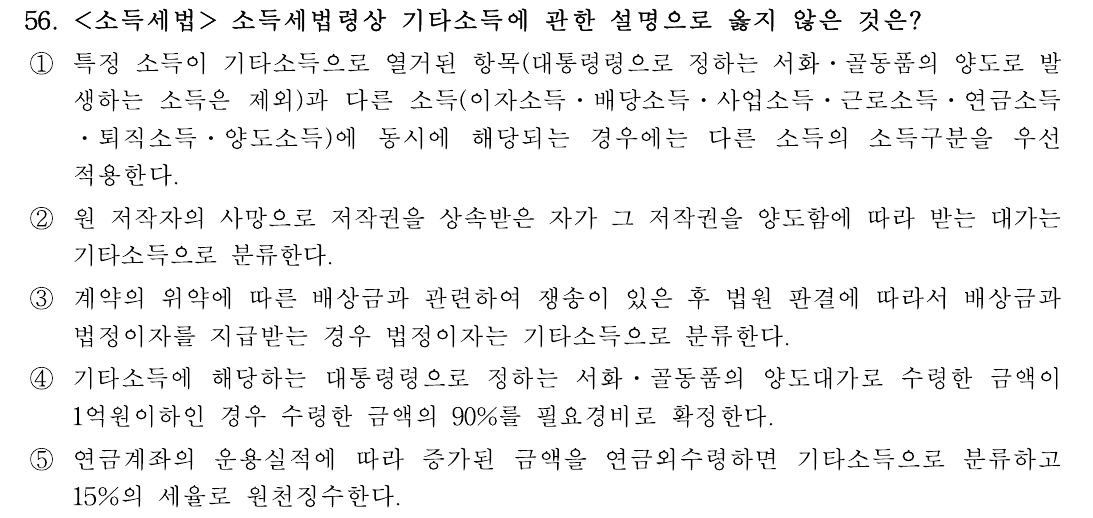 56. <소득세법> 소득세법령상 기타소득에 관한 설명으로 옳지 않은 것은?
① 특정 소득이 기타소득으로 열거된 항목(대통령령으로 정하는 서화·골동품의 양도로 발
생하는 소득은 제외)과 다른 소득(이자소득·배당소득·사업소득·근로소득·연금소득
·퇴직소득·양도소득)에 동시에 해당되는 경우에는 다른 소득의 소득구분을 우선
적용한다.
② 원 저작자의 사망으로 저작권을 상속받은 자가 그 저작권을 양도함에 따라 받는 대가는
기타소득으로 분류한다.
③ 계약의 위약에 따른 배상금과 관련하여 쟁송이 있은 후 법원 판결에 따라서 배상금과
법정이자를 지급받는 경우 법정이자는 기타소득으로 분류한다.
④ 기타소득에 해당하는 대통령령으로 정하는 서화·골동품의 양도대가로 수령한 금액이
1억원이하인 경우 수령한 금액의 90%를 필요경비로 확정한다.
⑤ 연금계좌의 운용실적에 따라 증가된 금액을 연금외수령하면 기타소득으로 분류하고
15%의 세율로 원천징수한다.